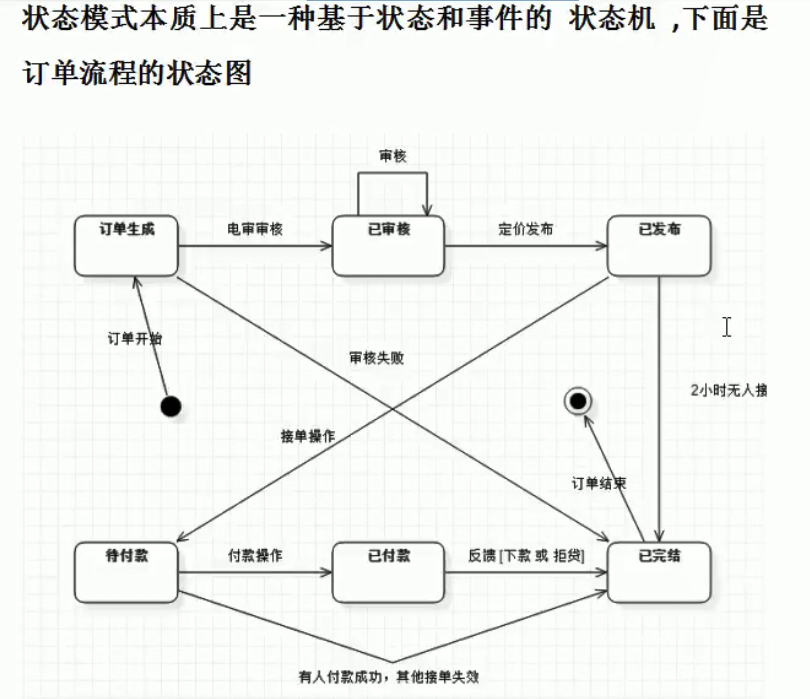 状态模式本质上是一种基于状态和事件的 状态机 ,下面是
订单流程的状态图
审核
订单生成
电审审核
已审核
定价发布
已发布
订单开始
审核失败
2小时无人接
接单操作
订单结束
待付款
付款操作
已付款
反馈 [下款 或 拒贷]
已完结
有人付款成功，其他接单失效